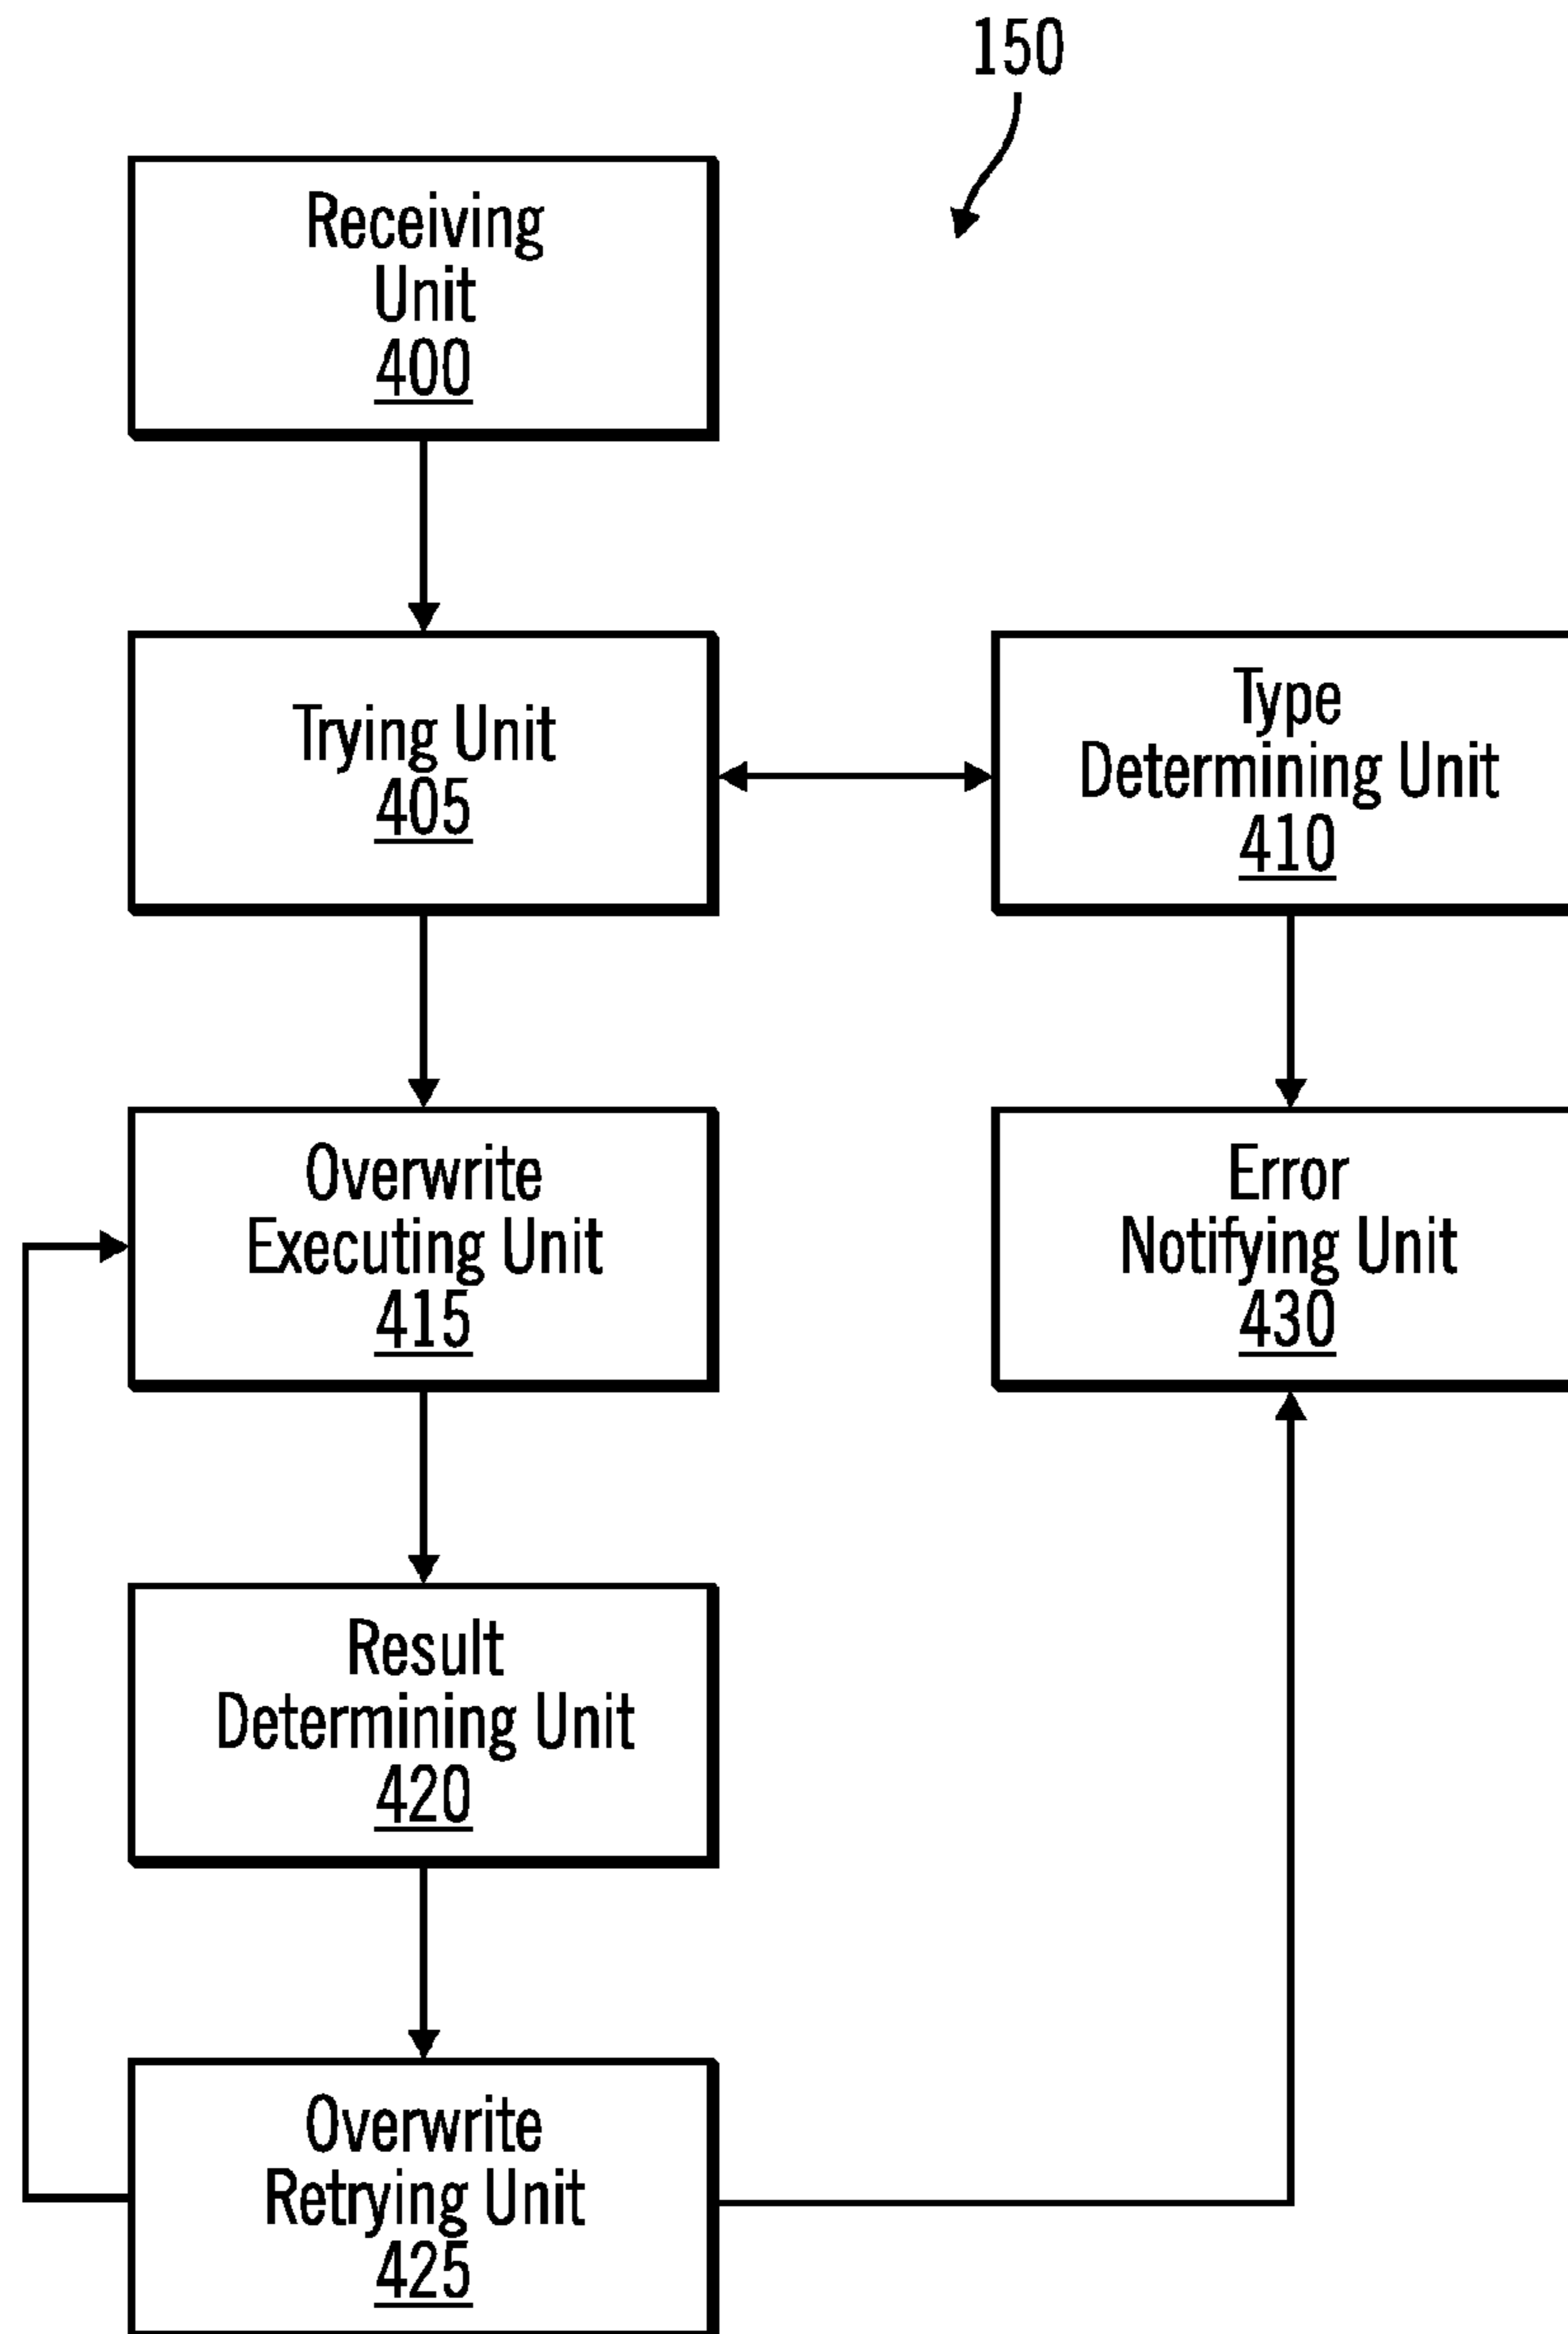 150
Receiving
Unit
400
Trying Unit
405
Type
Determining Unit
410
Overwrite
Executing Unit
415
Error
Notifying Unit
430
Result
Determining Unit
420
Overwrite
Retrying Unit
425